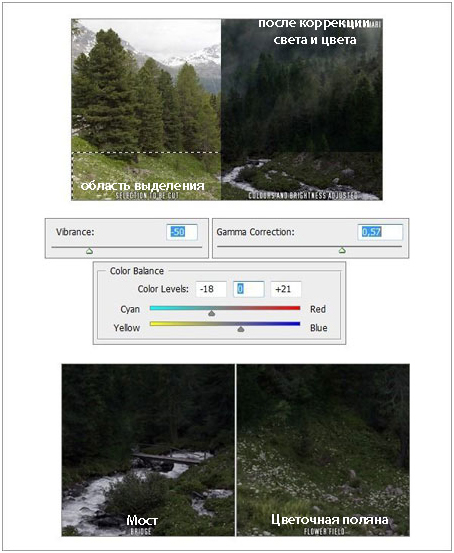 после коррекции
света и цвета
область выделения
SELECTION TO BE CUT
COLOURS AND BRIGHTNESS ADJUSTED
Vibrance: -50
Gamma Correction: 0,57
Color Balance
Color Levels: -18 0 +21
Cyan Red
Yellow Blue
Мост
BRIDGE
Цветочная поляна
FLOWER FIELD